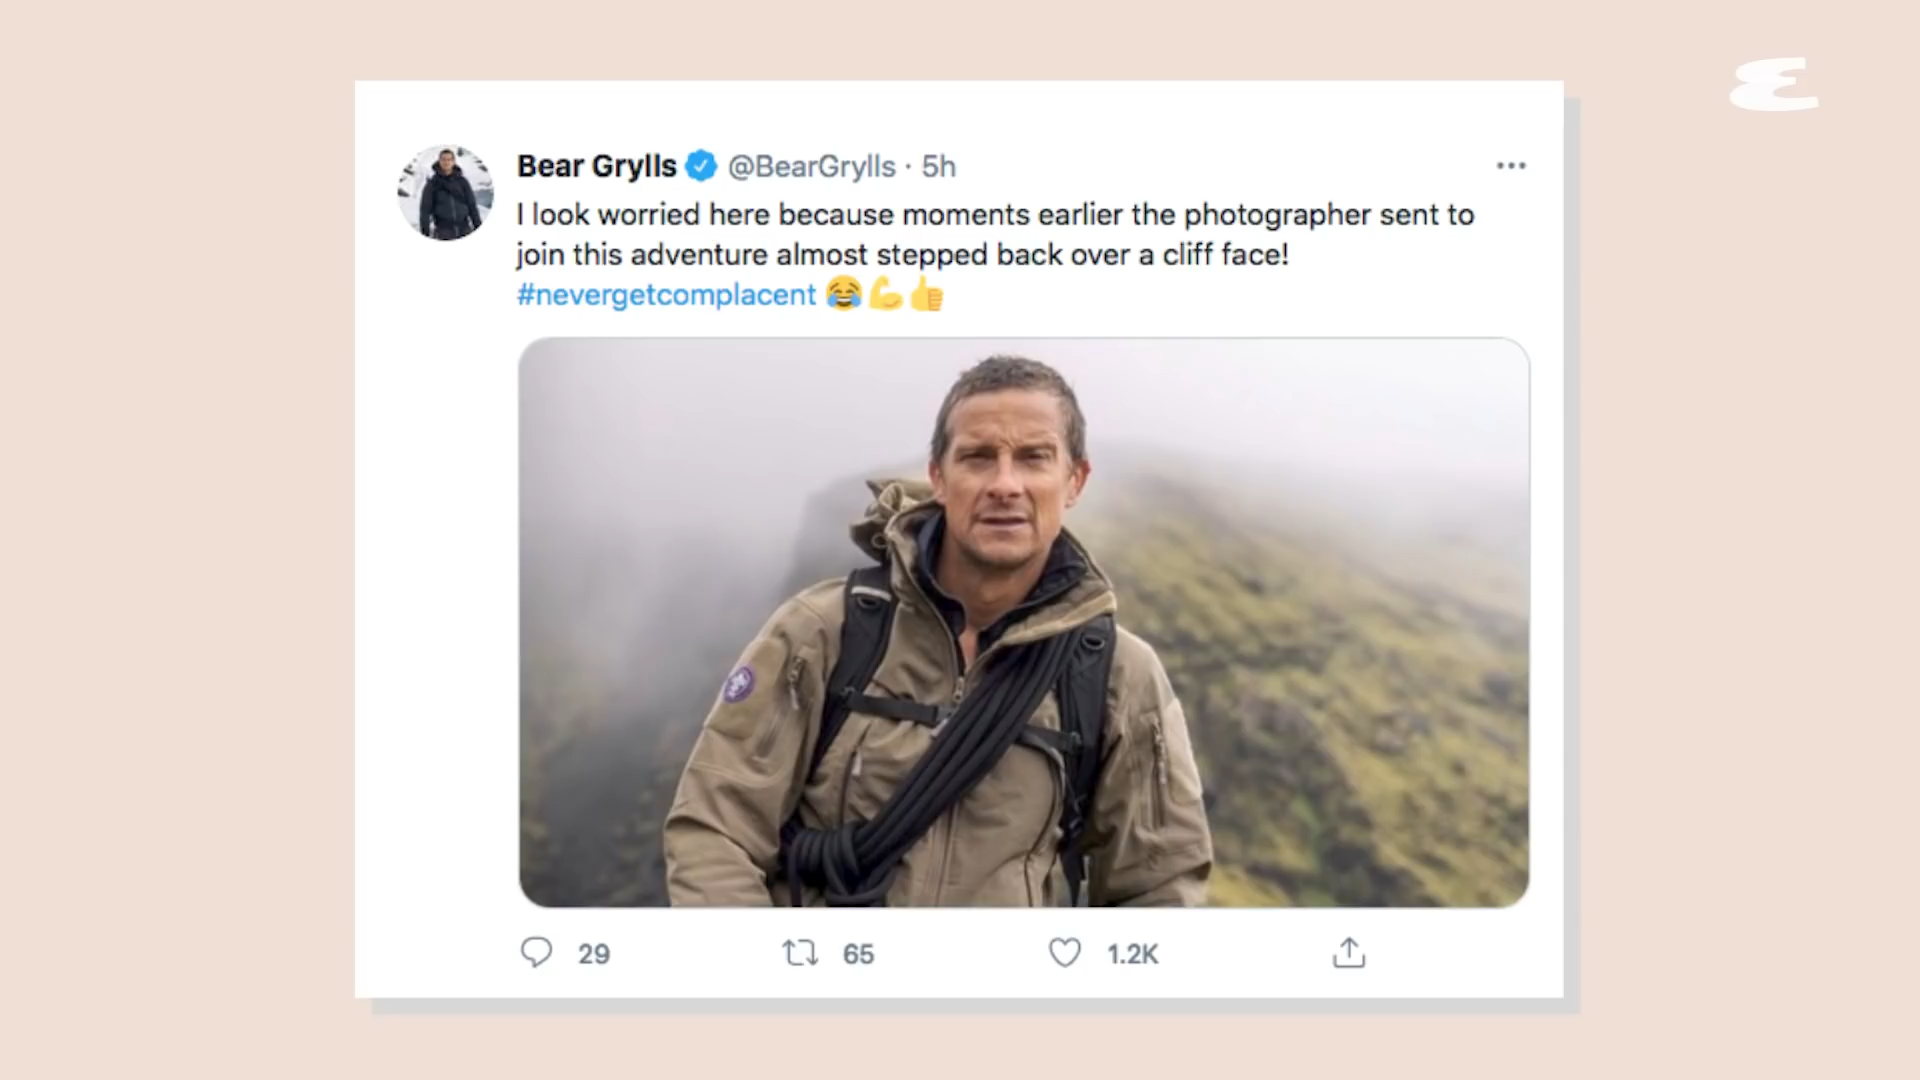 Bear Grylls @BearGrylls · 5h
I look worried here because moments earlier the photographer sent to
join this adventure almost stepped back over a cliff face!
#nevergetcomplacent 😂💪👍
29 65 1.2K